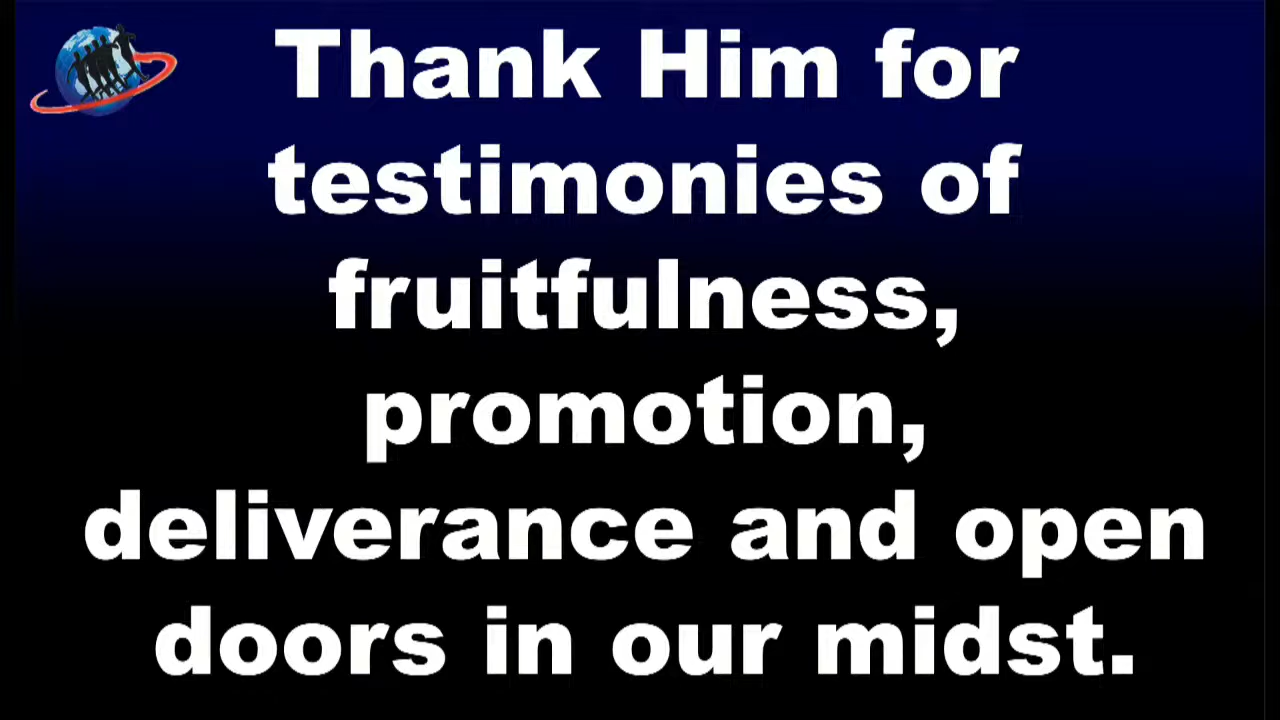 Thank Him for
testimonies of
fruitfulness,
promotion,
deliverance and open
doors in our midst.